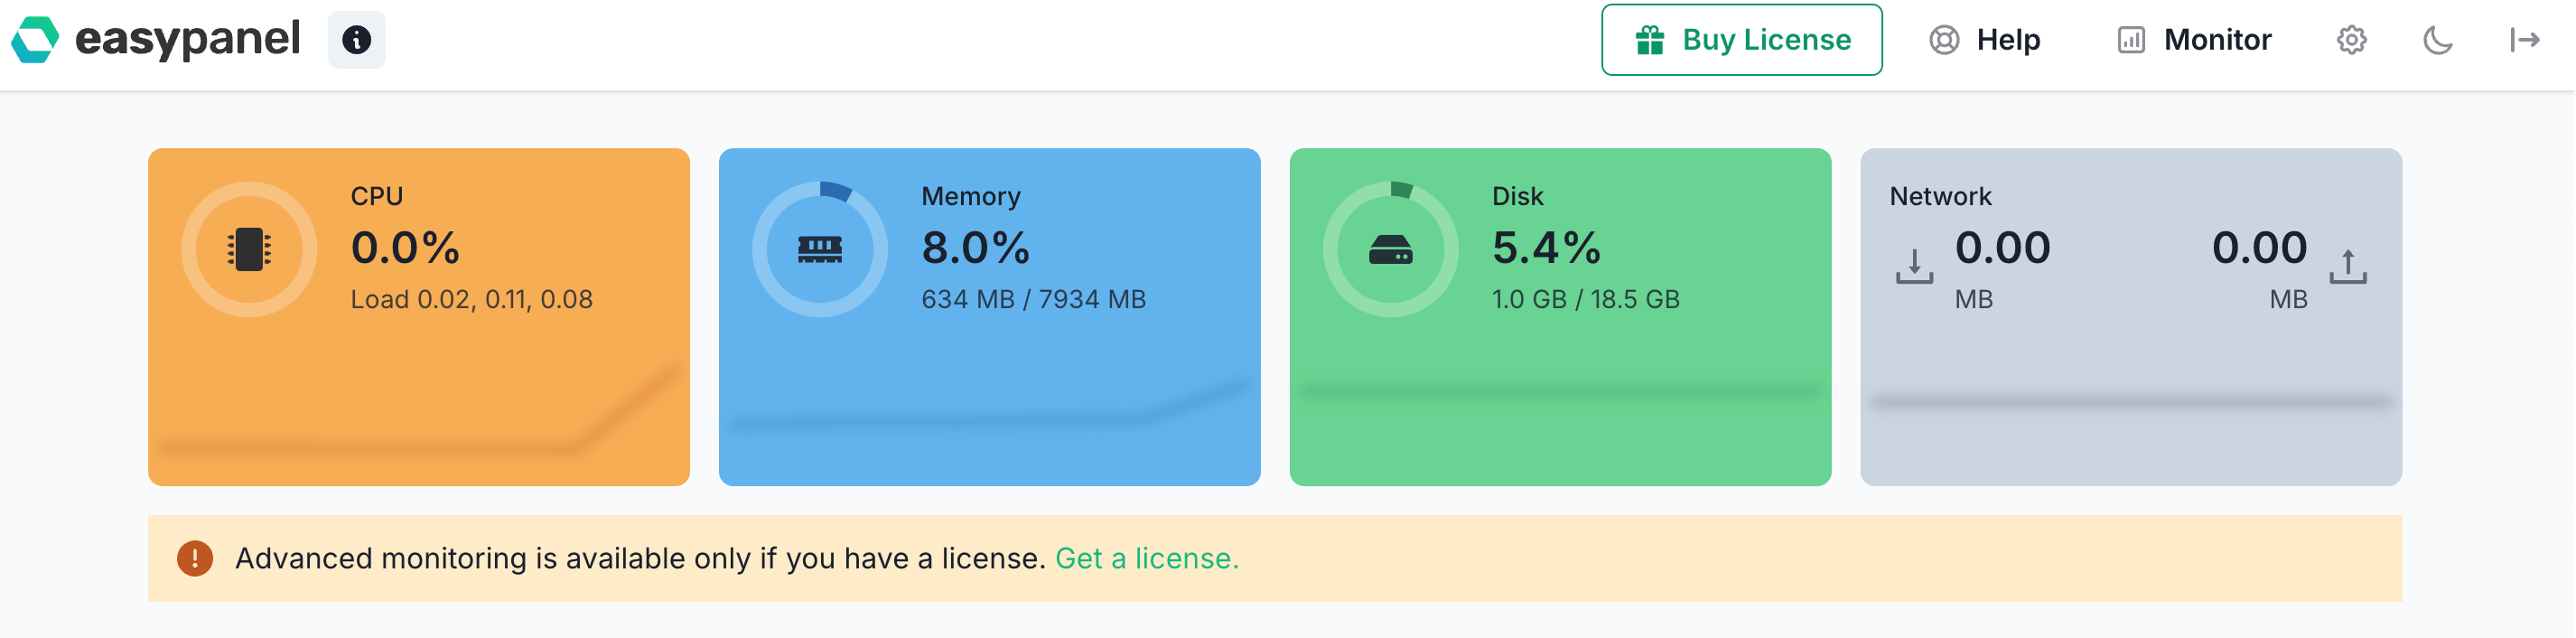 easypanel
Buy License
Help
Monitor
CPU
0.0%
Load 0.02, 0.11, 0.08
Memory
8.0%
634 MB / 7934 MB
Disk
5.4%
1.0 GB / 18.5 GB
Network
0.00
MB
0.00
MB
Advanced monitoring is available only if you have a license. Get a license.